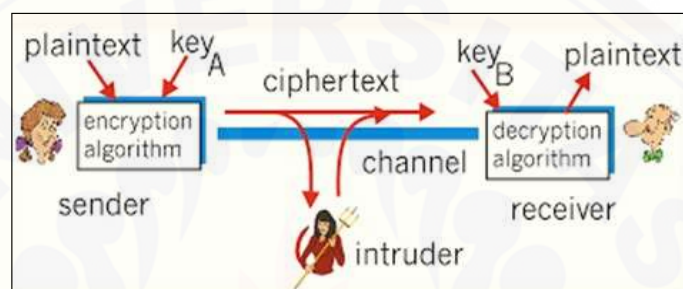 plaintext
key
A
ciphertext
key
B
plaintext
encryption
algorithm
channel
decryption
algorithm
sender
receiver
intruder